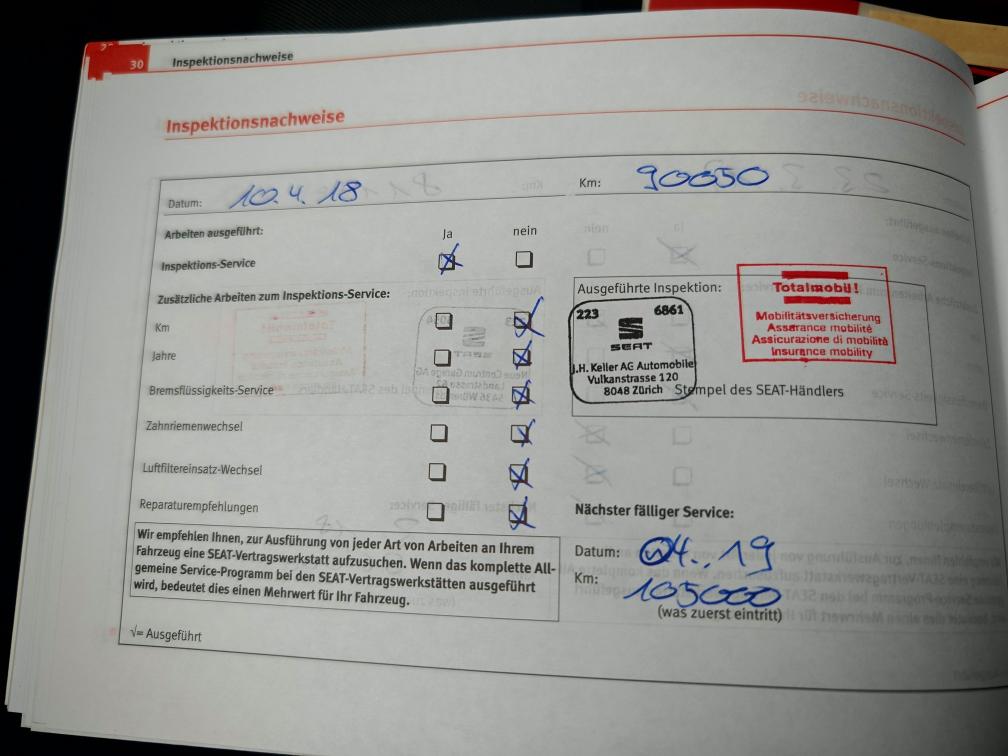 30 Inspektionsnachweise
Inspektionsnachweise
Datum: 10.4.18 Km: 90050
Arbeiten ausgeführt: Ja nein
Inspektions-Service
Zusätzliche Arbeiten zum Inspektions-Service:
Km
Jahre
Bremsflüssigkeits-Service
Zahnriemenwechsel
Luftfiltereinsatz-Wechsel
Reparaturempfehlungen
Wir empfehlen Ihnen, zur Ausführung von jeder Art von Arbeiten an Ihrem
Fahrzeug eine SEAT-Vertragswerkstatt aufzusuchen. Wenn das komplette All-
gemeine Service-Programm bei den SEAT-Vertragswerkstätten ausgeführt
wird, bedeutet dies einen Mehrwert für Ihr Fahrzeug.
√= Ausgeführt
Ausgeführte Inspektion:
223 6861
SEAT
J.H. Keller AG Automobile
Vulkanstrasse 120
8048 Zürich
Totalmobil!
Mobilitätsversicherung
Assurance mobilité
Assicurazione di mobilità
Insurance mobility
Stempel des SEAT-Händlers
Nächster fälliger Service:
Datum: 04.. 19
Km: 105000
(was zuerst eintritt)